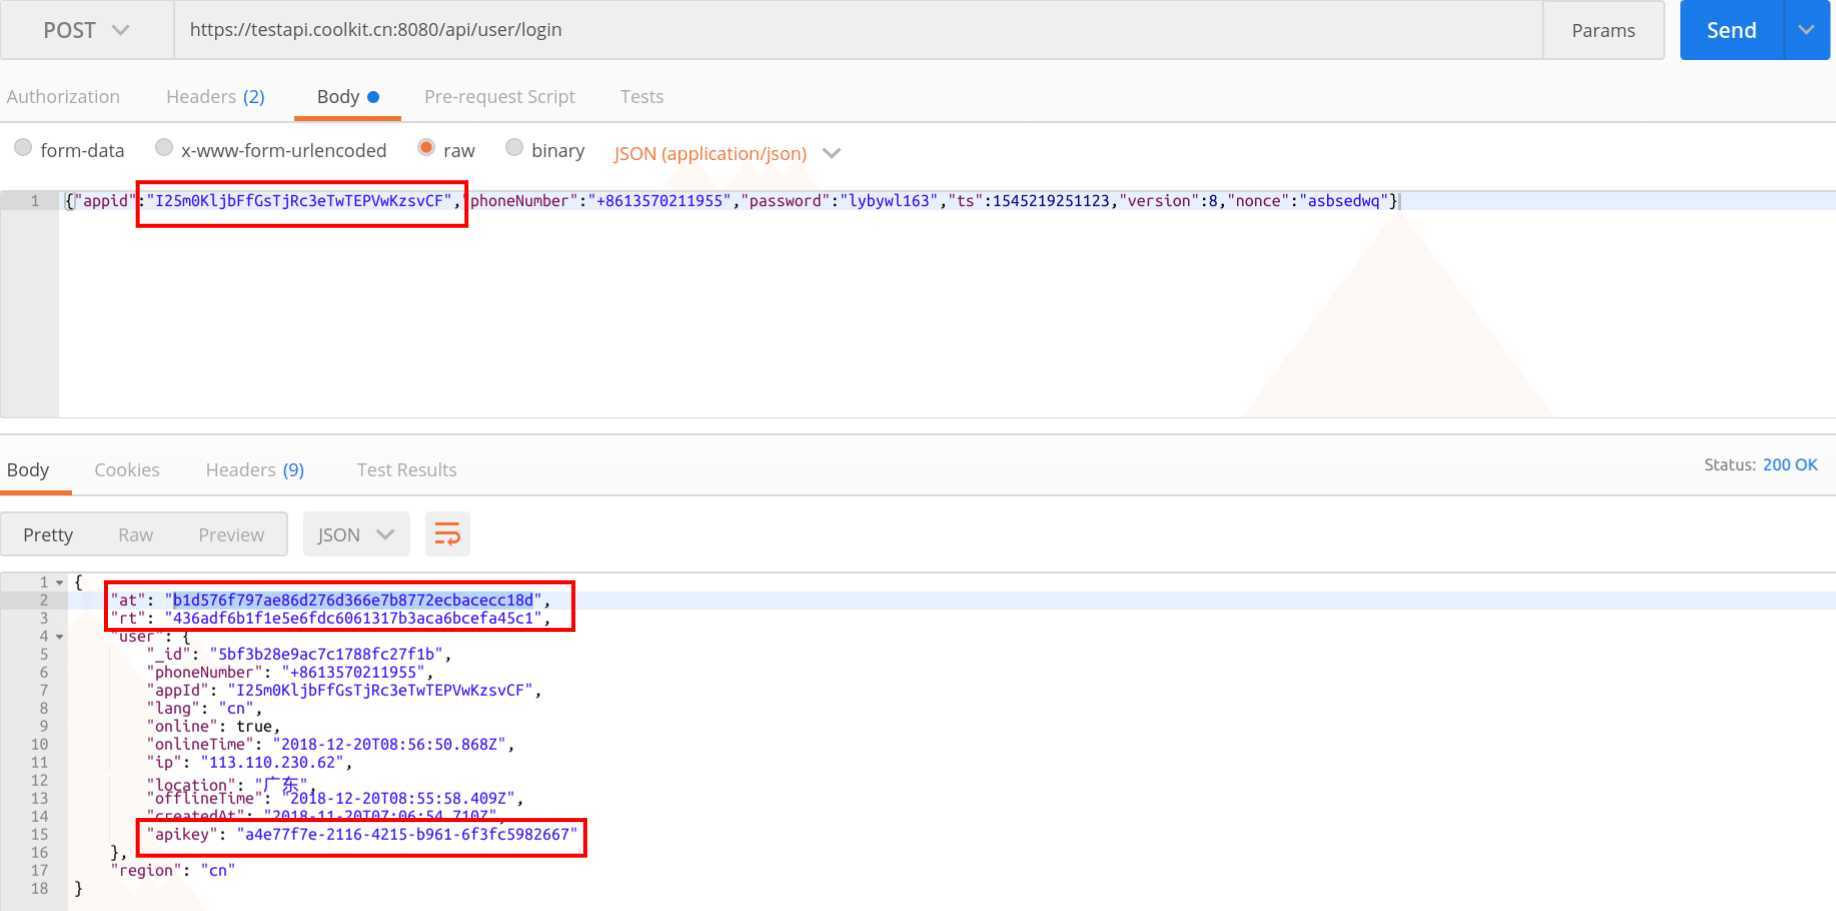 POST https://testapi.coolkit.cn:8080/api/user/login Params Send
Authorization Headers (2) Body Pre-request Script Tests
form-data x-www-form-urlencoded raw binary JSON (application/json)
1 {"appid":"I25m0KljbFfGsTjRc3eTwTEPVwKzsvCF","phoneNumber":"+8613570211955","password":"lybywl163","ts":1545219251123,"version":8,"nonce":"asbsedwq"}
Body Cookies Headers (9) Test Results Status: 200 OK
Pretty Raw Preview JSON
1 {
2 "at": "b1d576f797ae86d276d366e7b8772ecbacecc18d",
3 "rt": "436adf6b1f1e5e6fdc6061317b3aca6bcefa45c1",
4 "user": {
5 "_id": "5bf3b28e9ac7c1788fc27f1b",
6 "phoneNumber": "+8613570211955",
7 "appId": "I25m0KljbFfGsTjRc3eTwTEPVwKzsvCF",
8 "lang": "cn",
9 "online": true,
10 "onlineTime": "2018-12-20T08:56:50.868Z",
11 "ip": "113.110.230.62",
12 "location": "广东",
13 "offlineTime": "2018-12-20T08:55:58.409Z",
14 "createdAt": "2018-11-20T07:06:54.710Z",
15 "apikey": "a4e77f7e-2116-4215-b961-6f3fc5982667"
16 },
17 "region": "cn"
18 }